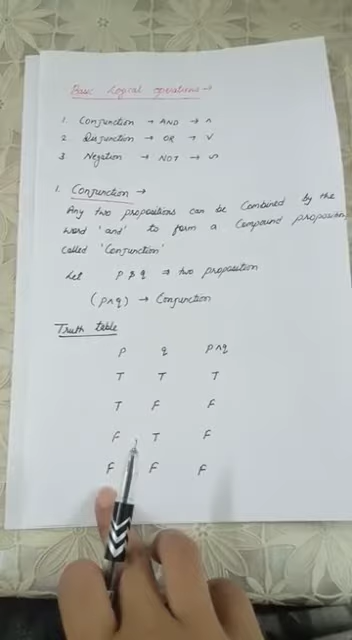 Basic Logical operations →
1. Conjunction → AND → ∧
2 Disjunction → OR → ∨
3 Negation → NOT → ∽
1. Conjunction →
Any two propositions can be Combined by the
word 'and' to form a Compound proposition
called 'Conjunction'
Let p & q ⇒ two proposition
(p∧q) → Conjunction
Truth table
p q p∧q
T T T
T F F
F T F
F F F